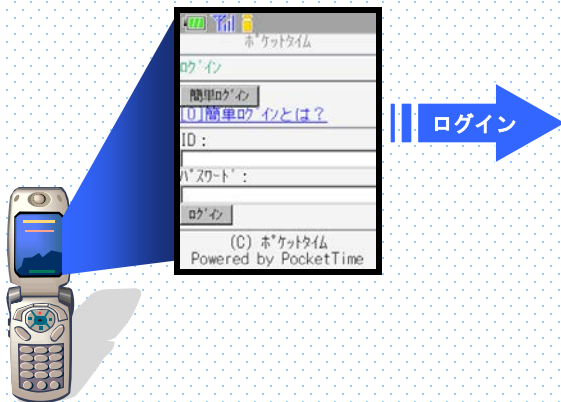 ﾎﾟｹｯﾄﾀｲﾑ
ﾛｸﾞｲﾝ
簡単ﾛｸﾞｲﾝ
[0]簡単ﾛｸﾞｲﾝとは？
ID：
ﾊﾟｽﾜｰﾄﾞ：
ﾛｸﾞｲﾝ
(C) ﾎﾟｹｯﾄﾀｲﾑ
Powered by PocketTime
ログイン